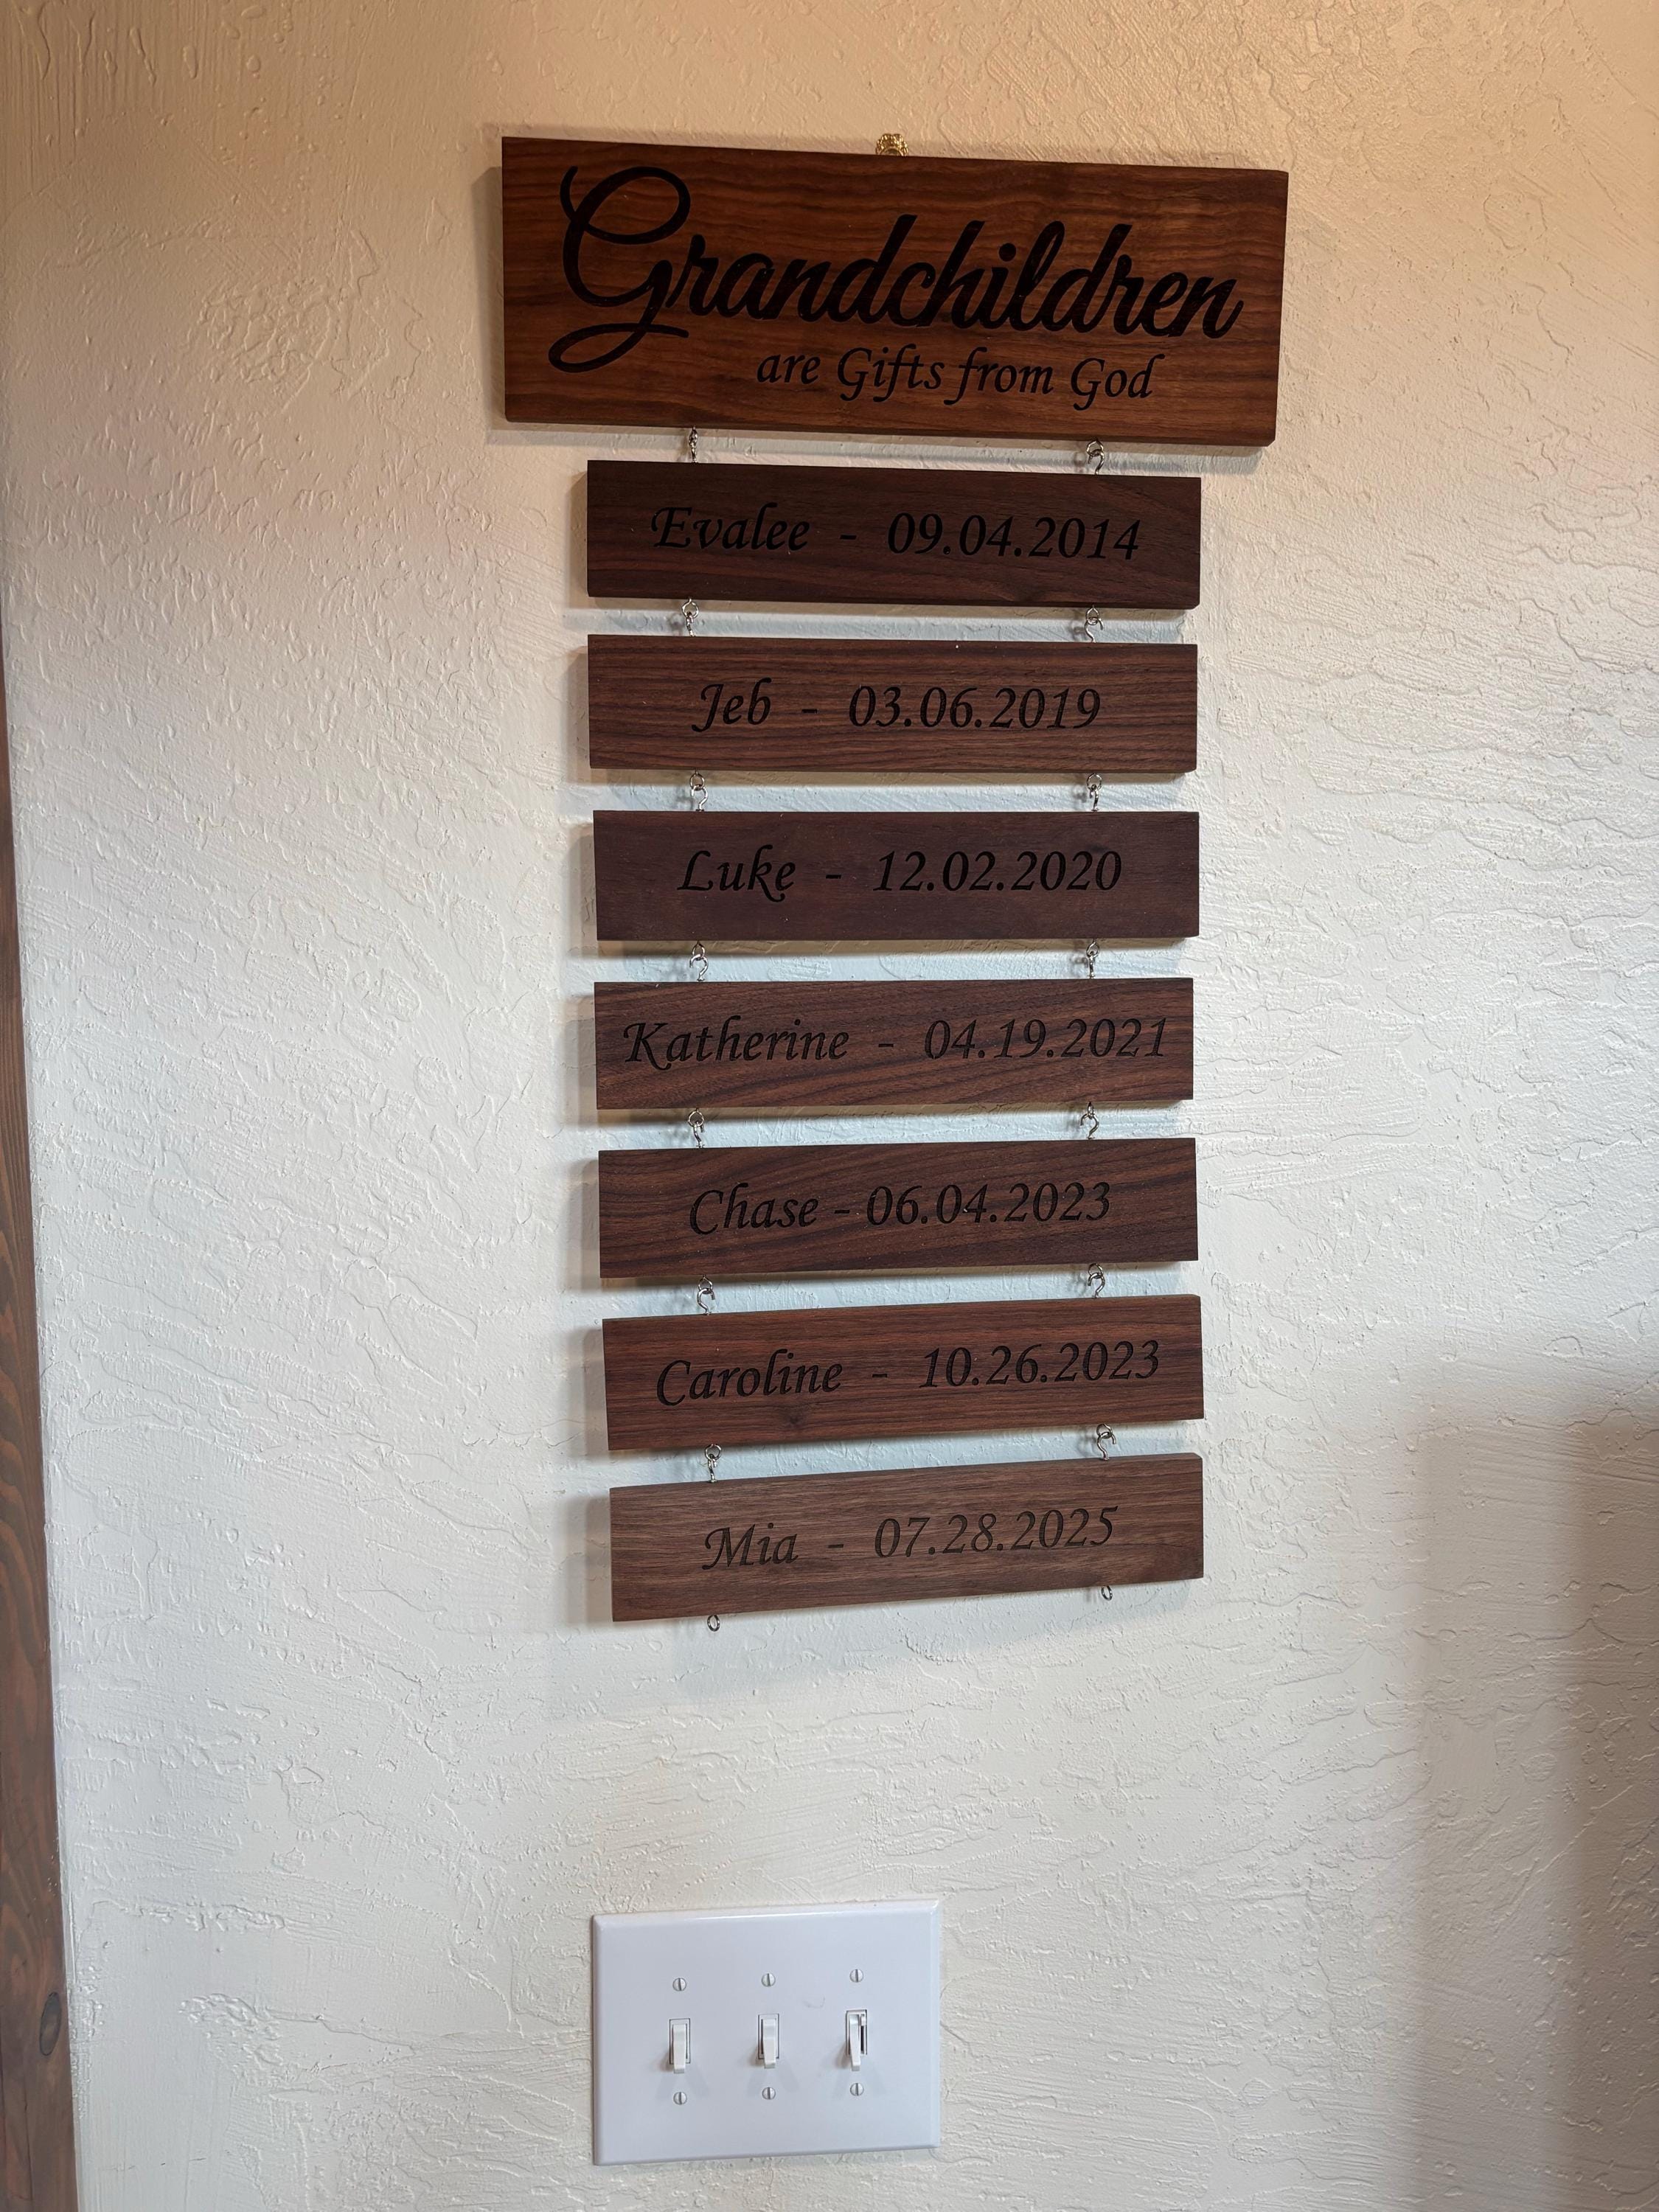 Grandchildren
are Gifts from God
Evalee - 09.04.2014
Jeb - 03.06.2019
Luke - 12.02.2020
Katherine - 04.19.2021
Chase - 06.04.2023
Caroline - 10.26.2023
Mia - 07.28.2025